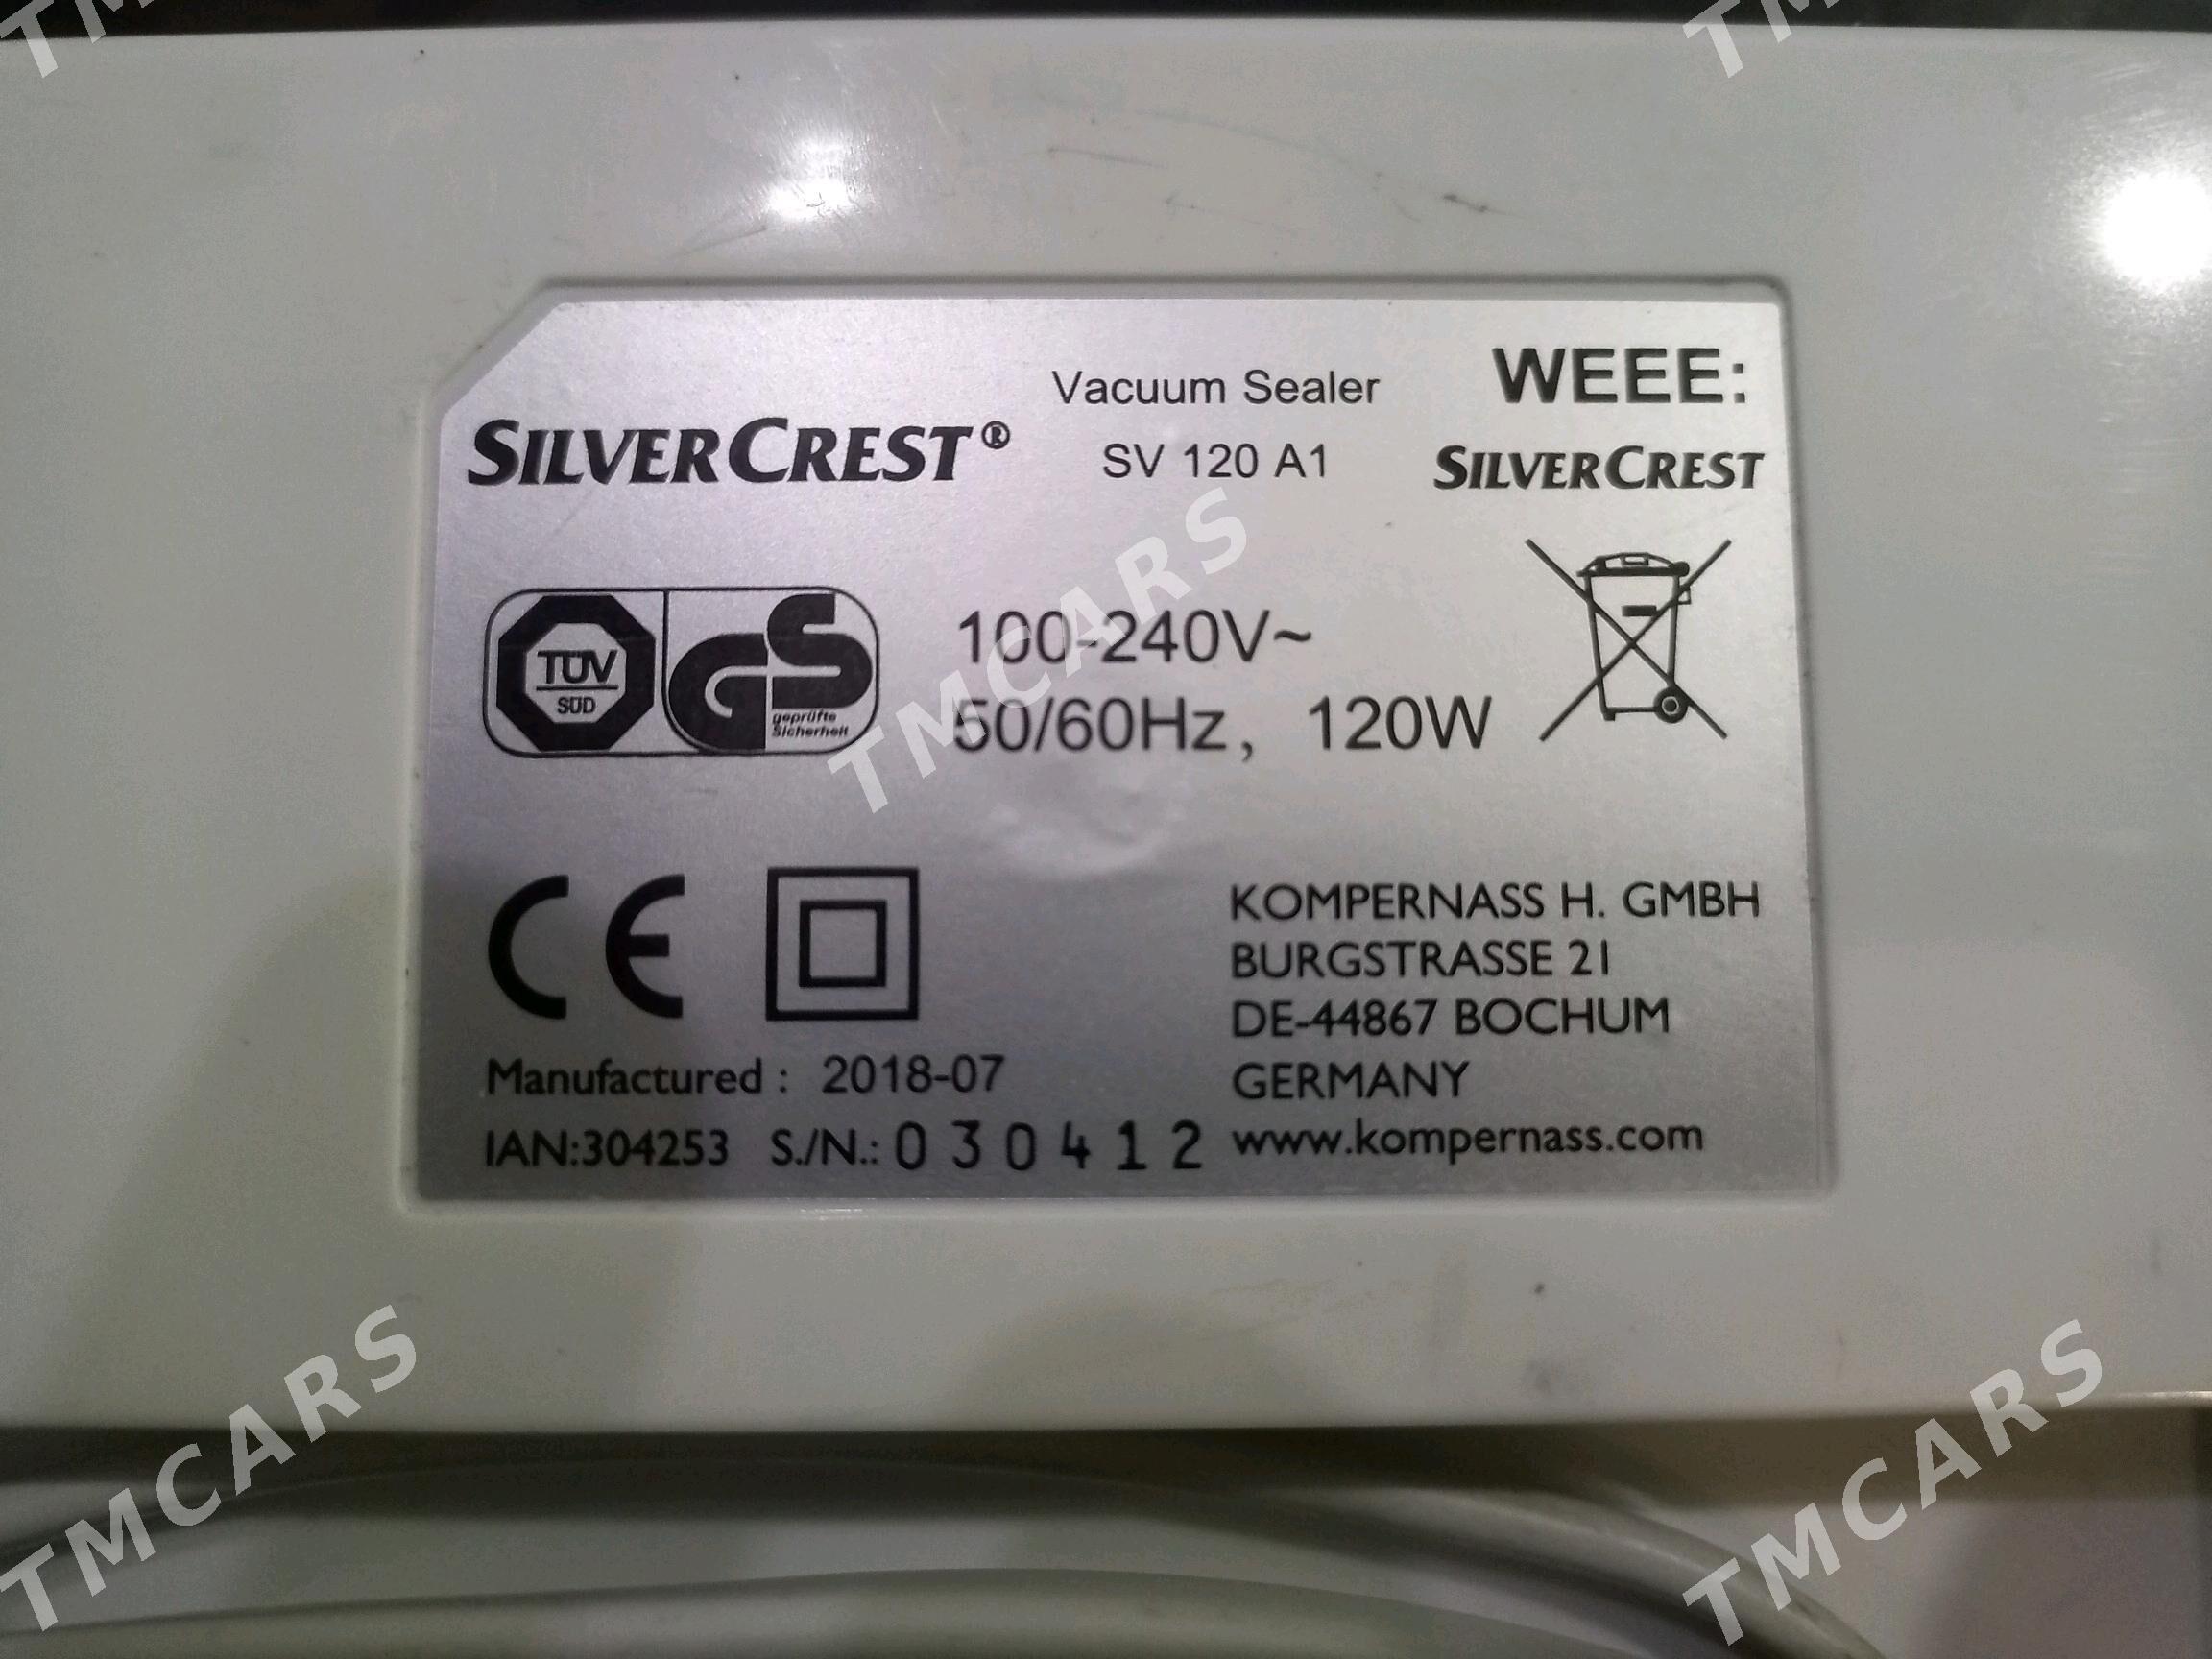 SILVERCREST®
Vacuum Sealer
SV 120 A1
WEEE:
SILVERCREST
TÜV
SÜD
GS
geprüfte
Sicherheit
100-240V~
50/60Hz, 120W
CE
KOMPERNASS H. GMBH
BURGSTRASSE 21
DE-44867 BOCHUM
GERMANY
www.kompernass.com
Manufactured : 2018-07
IAN:304253 S./N.: 030412
TMCARS
TMCARS
TMCARS